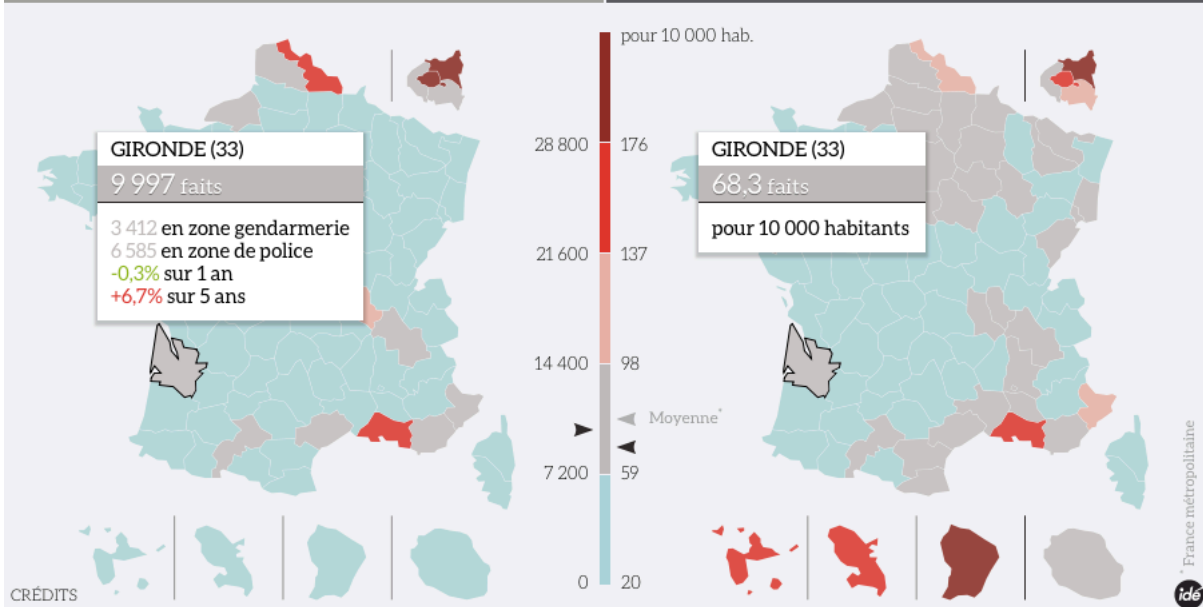 pour 10 000 hab.
GIRONDE (33)
9 997 faits
3 412 en zone gendarmerie
6 585 en zone de police
-0,3% sur 1 an
+6,7% sur 5 ans
28 800 176
21 600 137
14 400 98
Moyenne*
7 200 59
0 20
GIRONDE (33)
68,3 faits
pour 10 000 habitants
* France métropolitaine
CRÉDITS
idé